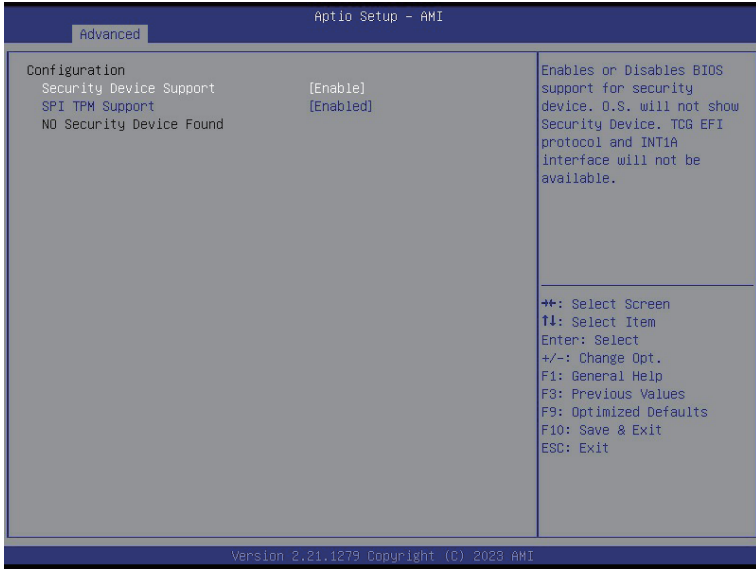 Aptio Setup – AMI
Advanced
Configuration
Security Device Support [Enable]
SPI TPM Support [Enabled]
NO Security Device Found
Enables or Disables BIOS
support for security
device. O.S. will not show
Security Device. TCG EFI
protocol and INT1A
interface will not be
available.
→←: Select Screen
↑↓: Select Item
Enter: Select
+/-: Change Opt.
F1: General Help
F3: Previous Values
F9: Optimized Defaults
F10: Save & Exit
ESC: Exit
Version 2.21.1279 Copyright (C) 2023 AMI